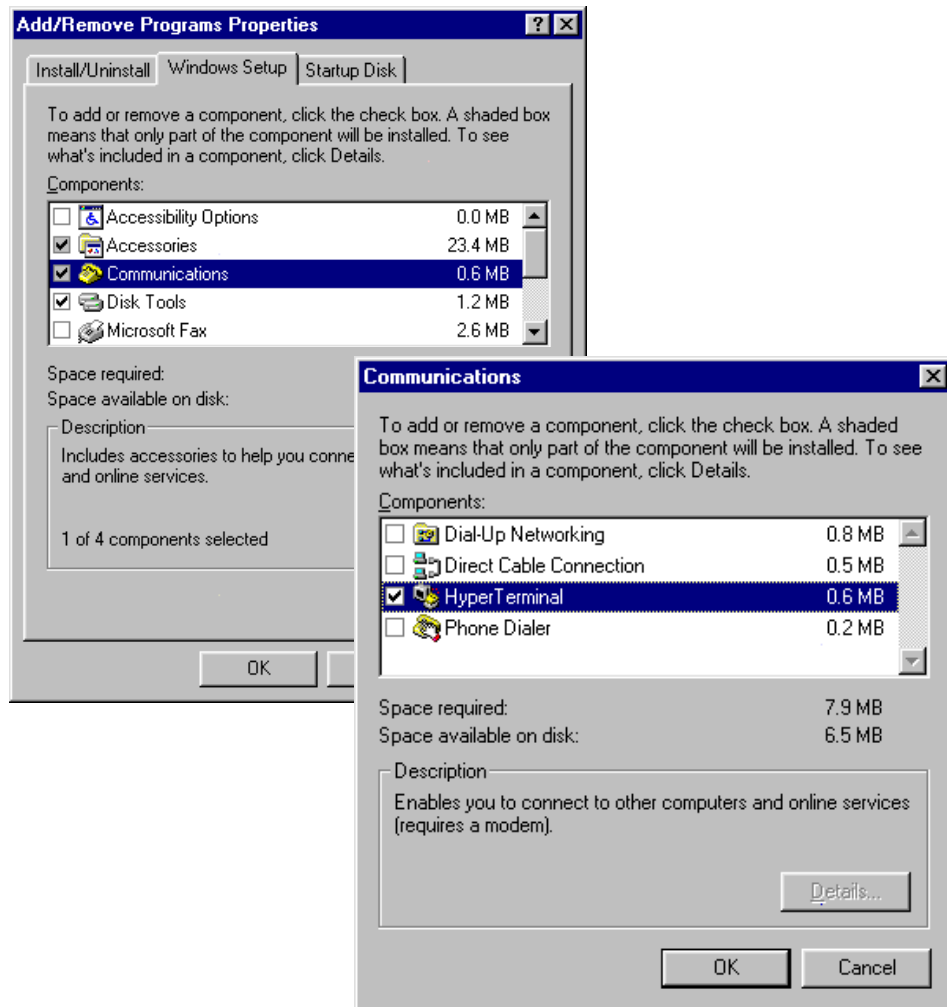 Add/Remove Programs Properties
Install/Uninstall Windows Setup Startup Disk
To add or remove a component, click the check box. A shaded box
means that only part of the component will be installed. To see
what's included in a component, click Details.
Components:
Accessibility Options 0.0 MB
Accessories 23.4 MB
Communications 0.6 MB
Disk Tools 1.2 MB
Microsoft Fax 2.6 MB
Space required:
Space available on disk:
Description
Includes accessories to help you conne
and online services.
1 of 4 components selected
OK
Communications
To add or remove a component, click the check box. A shaded
box means that only part of the component will be installed. To see
what's included in a component, click Details.
Components:
Dial-Up Networking 0.8 MB
Direct Cable Connection 0.5 MB
HyperTerminal 0.6 MB
Phone Dialer 0.2 MB
Space required: 7.9 MB
Space available on disk: 6.5 MB
Description
Enables you to connect to other computers and online services
(requires a modem).
Details...
OK Cancel